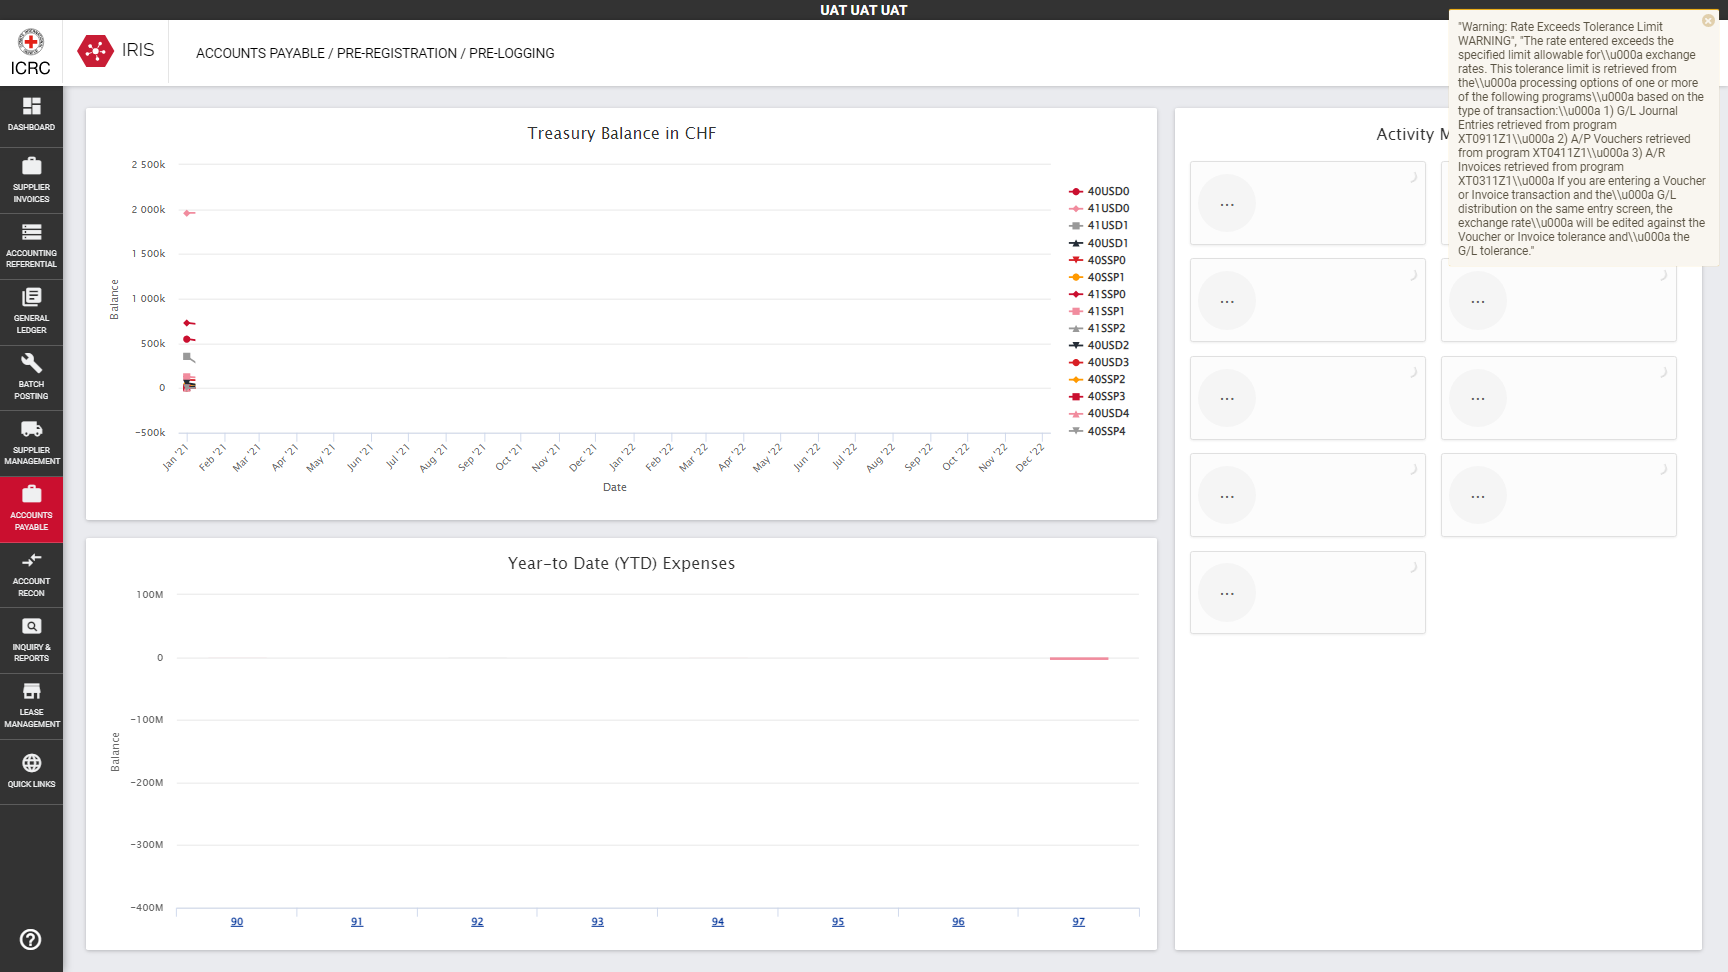 UAT UAT UAT
ICRC
IRIS
ACCOUNTS PAYABLE / PRE-REGISTRATION / PRE-LOGGING
DASHBOARD
SUPPLIER
INVOICES
ACCOUNTING
REFERENTIAL
GENERAL
LEDGER
BATCH
POSTING
SUPPLIER
MANAGEMENT
ACCOUNTS
PAYABLE
ACCOUNT
RECON
INQUIRY &
REPORTS
LEASE
MANAGEMENT
QUICK LINKS
Treasury Balance in CHF
2 500k
2 000k
1 500k
1 000k
500k
0
-500k
Balance
Jan '21
Feb '21
Mar '21
Apr '21
May '21
Jun '21
Jul '21
Aug '21
Sep '21
Oct '21
Nov '21
Dec '21
Jan '22
Feb '22
Mar '22
Apr '22
May '22
Jun '22
Jul '22
Aug '22
Sep '22
Oct '22
Nov '22
Dec '22
Date
40USD0
41USD0
41USD1
40USD1
40SSP0
40SSP1
41SSP0
41SSP1
41SSP2
40USD2
40USD3
40SSP2
40SSP3
40USD4
40SSP4
Year-to Date (YTD) Expenses
100M
0
-100M
-200M
-300M
-400M
Balance
90
91
92
93
94
95
96
97
Activity M
...
...
...
...
...
...
...
...
"Warning: Rate Exceeds Tolerance Limit
WARNING", "The rate entered exceeds the
specified limit allowable for\\u000a exchange
rates. This tolerance limit is retrieved from
the\\u000a processing options of one or more
of the following programs\\u000a based on the
type of transaction:\\u000a 1) G/L Journal
Entries retrieved from program
XT0911Z1\\u000a 2) A/P Vouchers retrieved
from program XT0411Z1\\u000a 3) A/R
Invoices retrieved from program
XT0311Z1\\u000a If you are entering a Voucher
or Invoice transaction and the\\u000a G/L
distribution on the same entry screen, the
exchange rate\\u000a will be edited against the
Voucher or Invoice tolerance and\\u000a the
G/L tolerance."